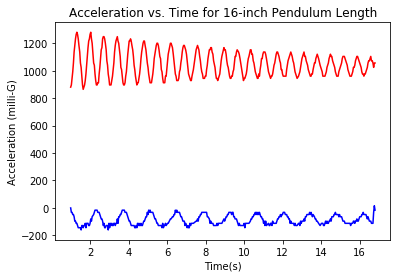 Acceleration vs. Time for 16-inch Pendulum Length
Acceleration (milli-G)
1200
1000
800
600
400
200
0
−200
2 4 6 8 10 12 14 16
Time(s)